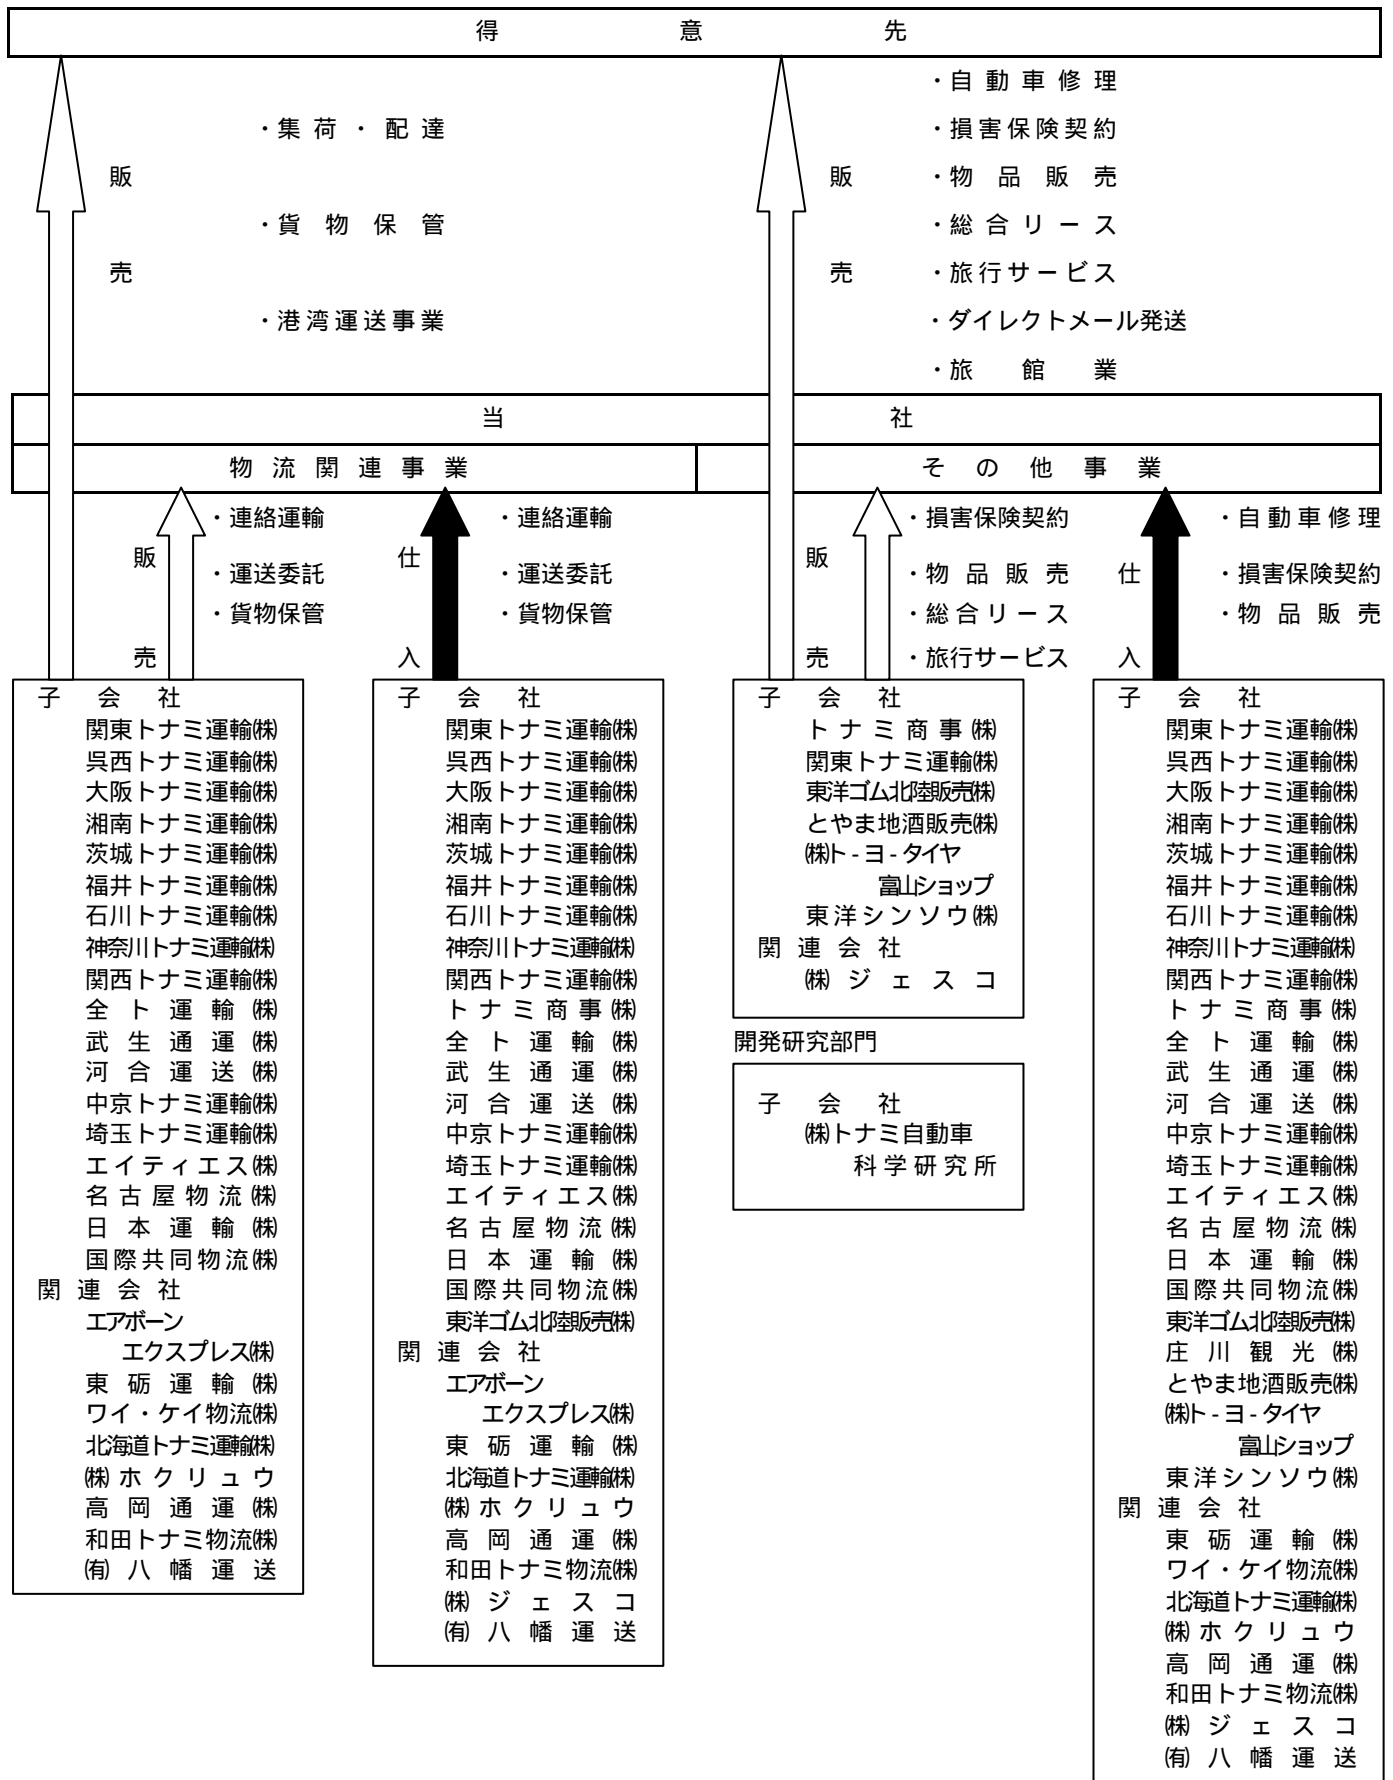 得意先
・集荷・配達
・貨物保管
・港湾運送事業
販
売
・自動車修理
・損害保険契約
・物品販売
・総合リース
・旅行サービス
・ダイレクトメール発送
・旅館業
販
売
当社
物流関連事業
その他事業
販
売
・連絡運輸
・運送委託
・貨物保管
仕
入
・連絡運輸
・運送委託
・貨物保管
販
売
・損害保険契約
・物品販売
・総合リース
・旅行サービス
仕
入
・自動車修理
・損害保険契約
・物品販売
子会社
関東トナミ運輸㈱
呉西トナミ運輸㈱
大阪トナミ運輸㈱
湘南トナミ運輸㈱
茨城トナミ運輸㈱
福井トナミ運輸㈱
石川トナミ運輸㈱
神奈川トナミ運輸㈱
関西トナミ運輸㈱
全ト運輸㈱
武生通運㈱
河合運送㈱
中京トナミ運輸㈱
埼玉トナミ運輸㈱
エイティエス㈱
名古屋物流㈱
日本運輸㈱
国際共同物流㈱
関連会社
エアボーン
エクスプレス㈱
東砺運輸㈱
ワイ・ケイ物流㈱
北海道トナミ運輸㈱
㈱ホクリュウ
高岡通運㈱
和田トナミ物流㈱
㈲八幡運送
子会社
関東トナミ運輸㈱
呉西トナミ運輸㈱
大阪トナミ運輸㈱
湘南トナミ運輸㈱
茨城トナミ運輸㈱
福井トナミ運輸㈱
石川トナミ運輸㈱
神奈川トナミ運輸㈱
関西トナミ運輸㈱
トナミ商事㈱
全ト運輸㈱
武生通運㈱
河合運送㈱
中京トナミ運輸㈱
埼玉トナミ運輸㈱
エイティエス㈱
名古屋物流㈱
日本運輸㈱
国際共同物流㈱
東洋ゴム北陸販売㈱
関連会社
エアボーン
エクスプレス㈱
東砺運輸㈱
北海道トナミ運輸㈱
㈱ホクリュウ
高岡通運㈱
和田トナミ物流㈱
㈱ジェスコ
㈲八幡運送
子会社
トナミ商事㈱
関東トナミ運輸㈱
東洋ゴム北陸販売㈱
とやま地酒販売㈱
㈱ト-ヨ-タイヤ
富山ショップ
東洋シンソウ㈱
関連会社
㈱ジェスコ
開発研究部門
子会社
㈱トナミ自動車
科学研究所
子会社
関東トナミ運輸㈱
呉西トナミ運輸㈱
大阪トナミ運輸㈱
湘南トナミ運輸㈱
茨城トナミ運輸㈱
福井トナミ運輸㈱
石川トナミ運輸㈱
神奈川トナミ運輸㈱
関西トナミ運輸㈱
トナミ商事㈱
全ト運輸㈱
武生通運㈱
河合運送㈱
中京トナミ運輸㈱
埼玉トナミ運輸㈱
エイティエス㈱
名古屋物流㈱
日本運輸㈱
国際共同物流㈱
東洋ゴム北陸販売㈱
庄川観光㈱
とやま地酒販売㈱
㈱ト-ヨ-タイヤ
富山ショップ
東洋シンソウ㈱
関連会社
東砺運輸㈱
ワイ・ケイ物流㈱
北海道トナミ運輸㈱
㈱ホクリュウ
高岡通運㈱
和田トナミ物流㈱
㈱ジェスコ
㈲八幡運送